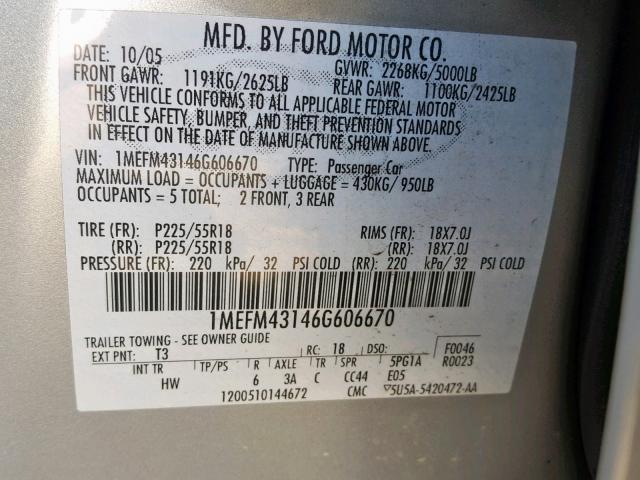 MFD. BY FORD MOTOR CO.
DATE: 10/05 GVWR: 2268KG/5000LB
FRONT GAWR: 1191KG/2625LB REAR GAWR: 1100KG/2425LB
THIS VEHICLE CONFORMS TO ALL APPLICABLE FEDERAL MOTOR
VEHICLE SAFETY, BUMPER, AND THEFT PREVENTION STANDARDS
IN EFFECT ON THE DATE OF MANUFACTURE SHOWN ABOVE.
VIN: 1MEFM43146G606670 TYPE: Passenger Car
MAXIMUM LOAD = OCCUPANTS + LUGGAGE = 430KG/ 950LB
OCCUPANTS = 5 TOTAL; 2 FRONT, 3 REAR
TIRE (FR): P225/55R18 RIMS (FR): 18X7.0J
(RR): P225/55R18 (RR): 18X7.0J
PRESSURE (FR): 220 kPa/ 32 PSI COLD (RR): 220 kPa/ 32 PSI COLD
1MEFM43146G606670
TRAILER TOWING - SEE OWNER GUIDE
EXT PNT: T3 RC: 18 DSO: F0046
INT TR TP/PS R AXLE TR SPR 5PG1A R0023
HW 6 3A C CC44 E05
1200510144672 CMC ▽5U5A-5420472-AA